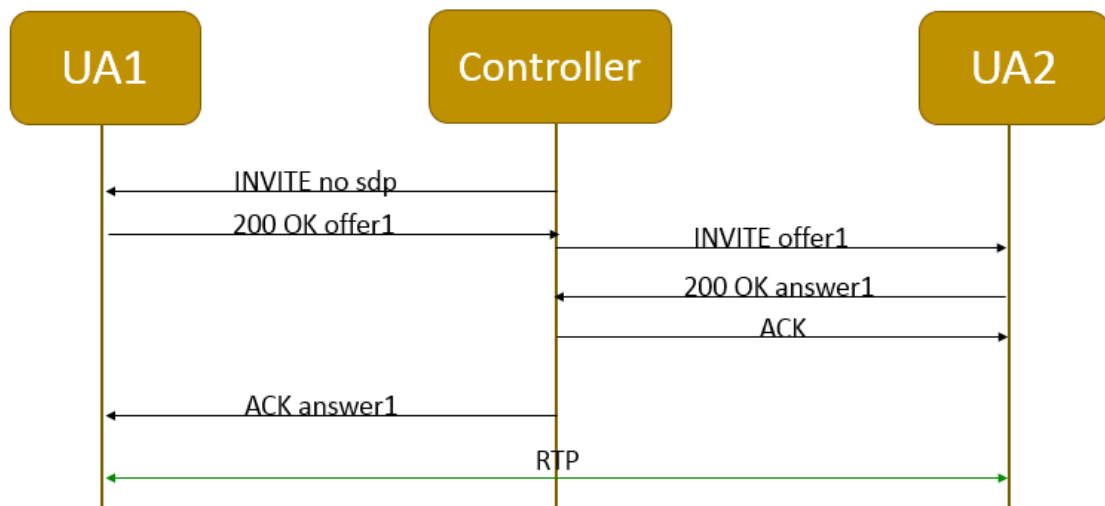 UA1
Controller
UA2
INVITE no sdp
200 OK offer1
INVITE offer1
200 OK answer1
ACK
ACK answer1
RTP